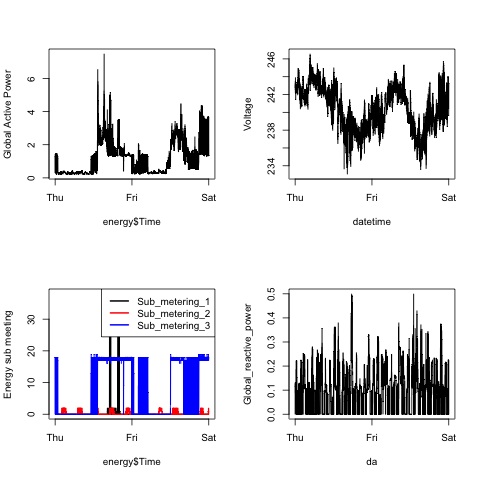 Global Active Power
6
4
2
0
Thu Fri Sat
energy$Time
Voltage
246
242
238
234
Thu Fri Sat
datetime
Energy sub meeting
30
20
10
0
Sub_metering_1
Sub_metering_2
Sub_metering_3
Thu Fri Sat
energy$Time
Global_reactive_power
0.5
0.4
0.3
0.2
0.1
0.0
Thu Fri Sat
da